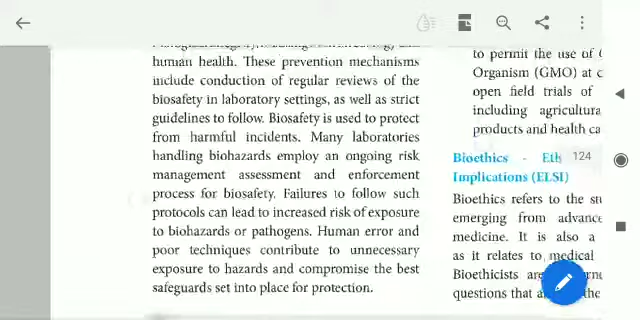 human health. These prevention mechanisms
include conduction of regular reviews of the
biosafety in laboratory settings, as well as strict
guidelines to follow. Biosafety is used to protect
from harmful incidents. Many laboratories
handling biohazards employ an ongoing risk
management assessment and enforcement
process for biosafety. Failures to follow such
protocols can lead to increased risk of exposure
to biohazards or pathogens. Human error and
poor techniques contribute to unnecessary
exposure to hazards and compromise the best
safeguards set into place for protection.
to permit the use of
Organism (GMO) at
open field trials of
including
products and health
Bioethics - 124
Implications (ELSI)
Bioethics refers to the
emerging from
medicine. It is also a
as it relates to medical
Bioethicists are
questions that